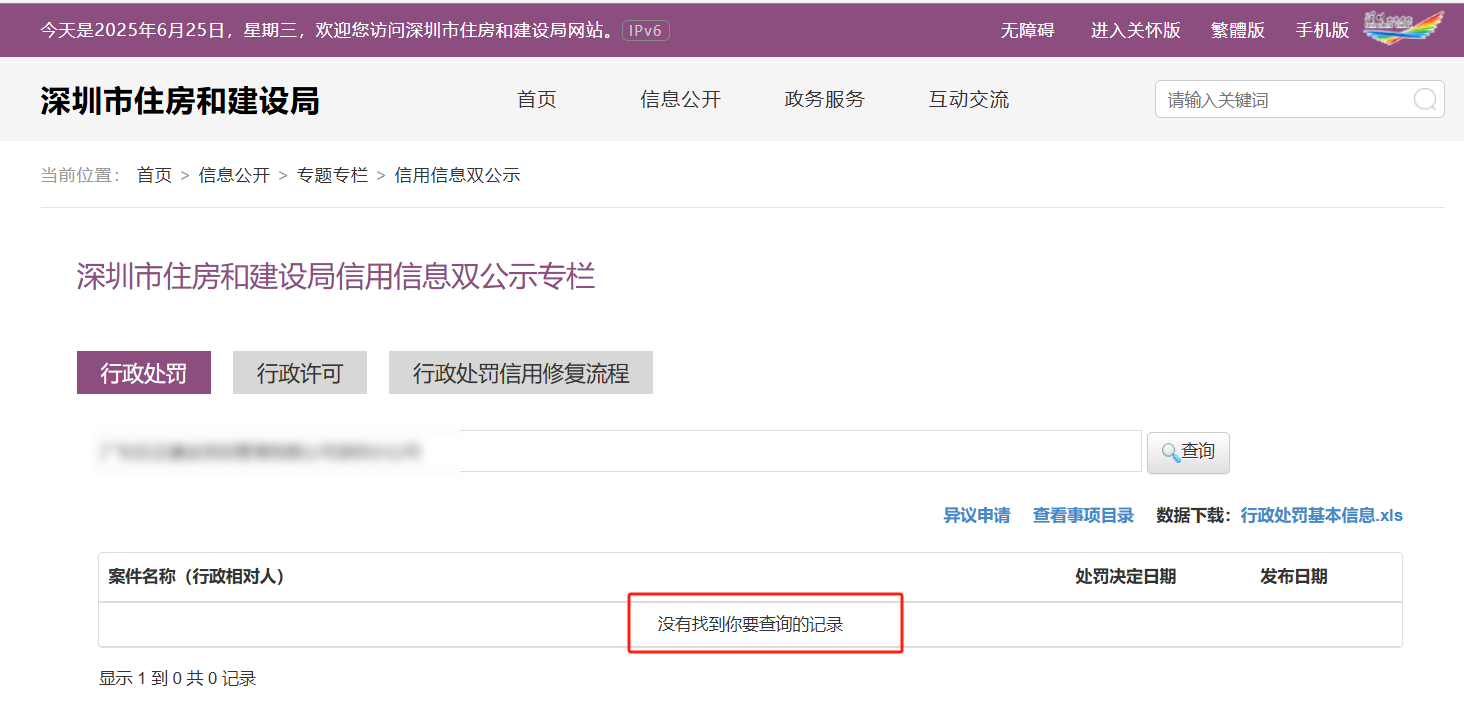 今天是2025年6月25日，星期三，欢迎您访问深圳市住房和建设局网站。 IPv6 无障碍 进入关怀版 繁體版 手机版
深圳市住房和建设局 首页 信息公开 政务服务 互动交流 请输入关键词
当前位置： 首页 > 信息公开 > 专题专栏 > 信用信息双公示
深圳市住房和建设局信用信息双公示专栏
行政处罚 行政许可 行政处罚信用修复流程
查询
异议申请 查看事项目录 数据下载：行政处罚基本信息.xls
案件名称（行政相对人） 处罚决定日期 发布日期
没有找到你要查询的记录
显示 1 到 0 共 0 记录